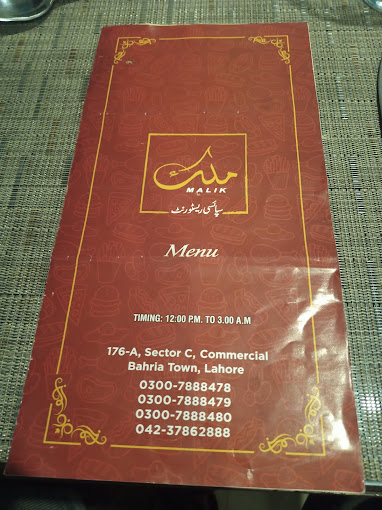 ملك
MALIK
سپائسی ریسٹورنٹ
Menu
TIMING: 12:00 P.M. TO 3.00 A.M
176-A, Sector C, Commercial
Bahria Town, Lahore
0300-7888478
0300-7888479
0300-7888480
042-37862888